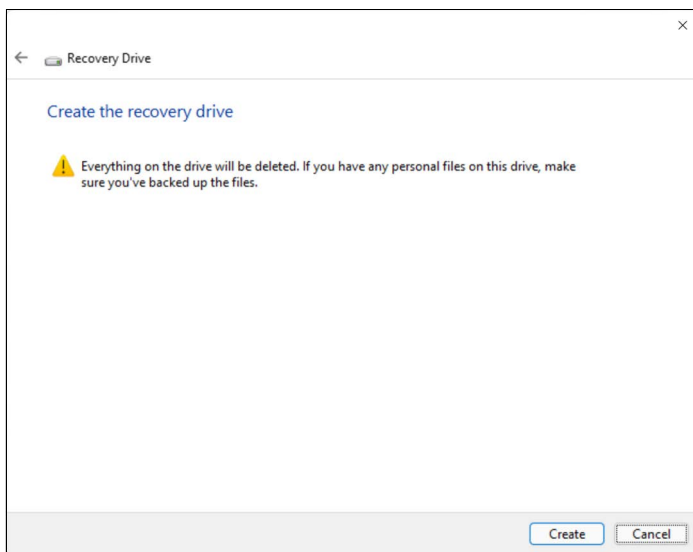 Recovery Drive
Create the recovery drive
Everything on the drive will be deleted. If you have any personal files on this drive, make
sure you've backed up the files.
Create
Cancel